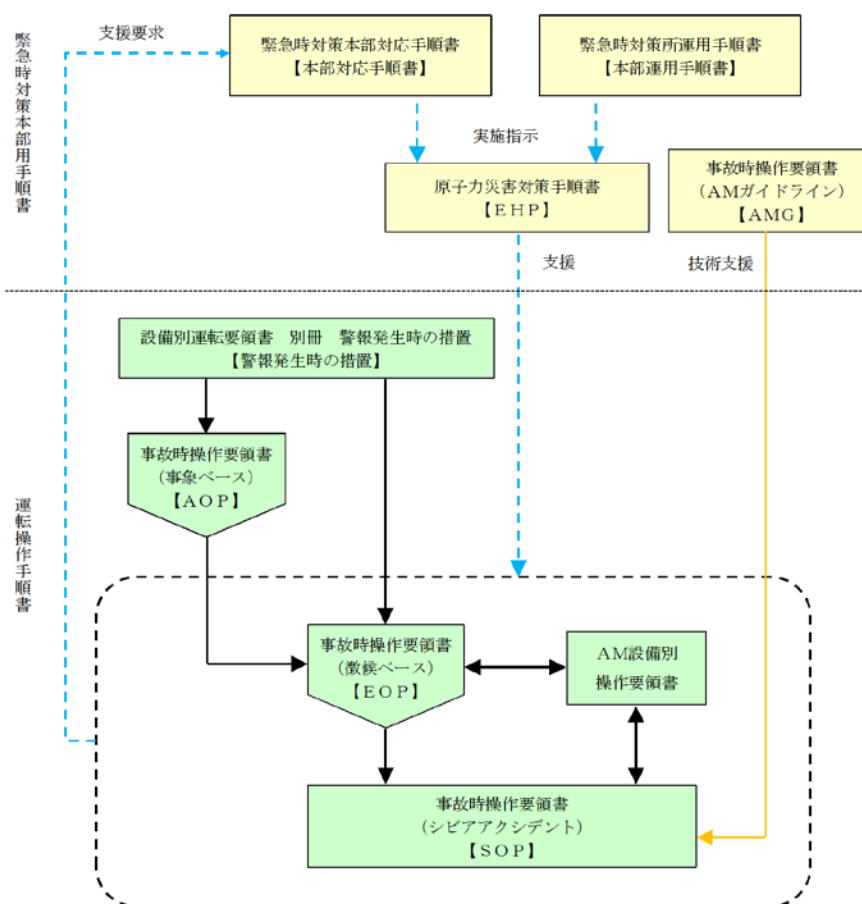 緊急時対策本部用手順書
支援要求
緊急時対策本部対応手順書
【本部対応手順書】
緊急時対策所運用手順書
【本部運用手順書】
実施指示
原子力災害対策手順書
【ＥＨＰ】
事故時操作要領書
（AMガイドライン）
【ＡＭＧ】
支援
技術支援
運転操作手順書
設備別運転要領書　別冊　警報発生時の措置
【警報発生時の措置】
事故時操作要領書
（事象ベース）
【ＡＯＰ】
事故時操作要領書
（徴候ベース）
【ＥＯＰ】
ＡＭ設備別
操作要領書
事故時操作要領書
（シビアアクシデント）
【ＳＯＰ】